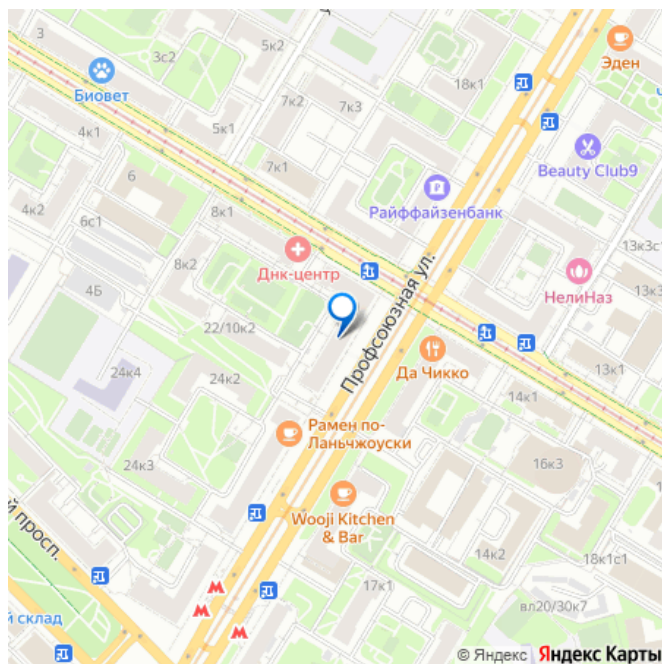 3
3с2
5к2
Эден
Биовет
18к1
7к2
7к3
4к1
5к1
Beauty Club9
7к1
6
Райффайзенбанк
4к2
6с1
8к1
13к3с1
Днк-центр
8к2
Профсоюзная ул.
НелиНаз
13к3
4Б
22/10к2
Да Чикко
13к1
24к4
24к2
14к1
Рамен по-
Ланьчжоуски
24к3
16к3
Wooji Kitchen
& Bar
й просп.
14к2
18к1с1
17к1
вл20/30к7
й склад
© Яндекс Яндекс Карты